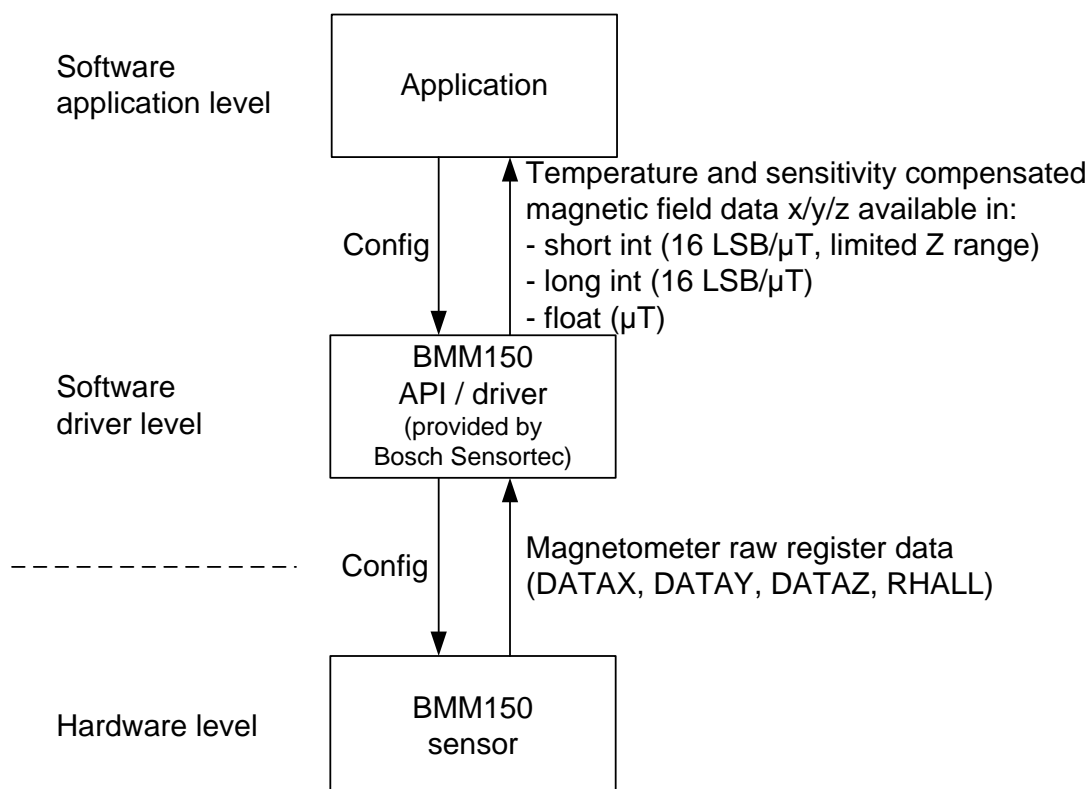 Software
application level
Application
Temperature and sensitivity compensated
magnetic field data x/y/z available in:
- short int (16 LSB/µT, limited Z range)
- long int (16 LSB/µT)
- float (µT)
Config
Software
driver level
BMM150
API / driver
(provided by
Bosch Sensortec)
Magnetometer raw register data
(DATAX, DATAY, DATAZ, RHALL)
Config
Hardware level
BMM150
sensor